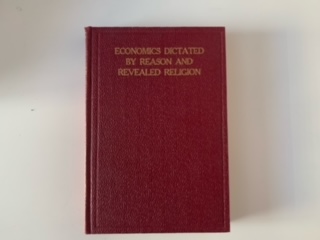 ECONOMICS DICTATED
BY REASON AND
REVEALED RELIGION